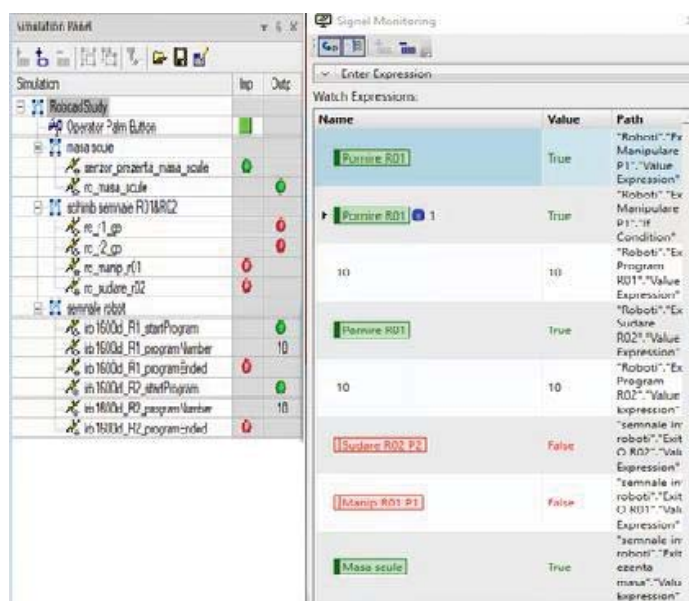 Simulation Panel
Simulation
Inp
Outp
RobcadStudy
Operator Palm Button
masa scule
senzor_prezenta_masa_scule
rc_masa_scule
schimb semnale R01&R02
rc_r1_cp
rc_r2_cp
rc_manip_r01
rc_sudare_r02
semnale robot
irb1600id_R1_startProgram
irb1600id_R1_programNumber 10
irb1600id_R1_programEnded
irb1600id_R2_startProgram
irb1600id_R2_programNumber 10
irb1600id_R2_programEnded
Signal Monitoring
Enter Expression
Watch Expressions:
Name Value Path
Pornire R01 True
"Roboti"."Ex
Manipulare
P1"."Value
Expression"
Pornire R01 1 True
"Roboti"."Ex
Manipulare
P1"."If
Condition"
10 10
"Roboti"."Ex
Program
R01"."Value
Expression"
Pornire R01 True
"Roboti"."Ex
Sudare
R02"."Value
Expression"
10 10
"Roboti"."Ex
Program
R02"."Value
Expression"
Sudare R02 P2 False
"semnale in
roboti"."Exit
O R02"."Valu
Expression"
Manip R01 P1 False
"semnale in
roboti"."Exit
O R01"."Valu
Expression"
Masa scule True
"semnale in
roboti"."Exit
ezenta
masa"."Valu
Expression"